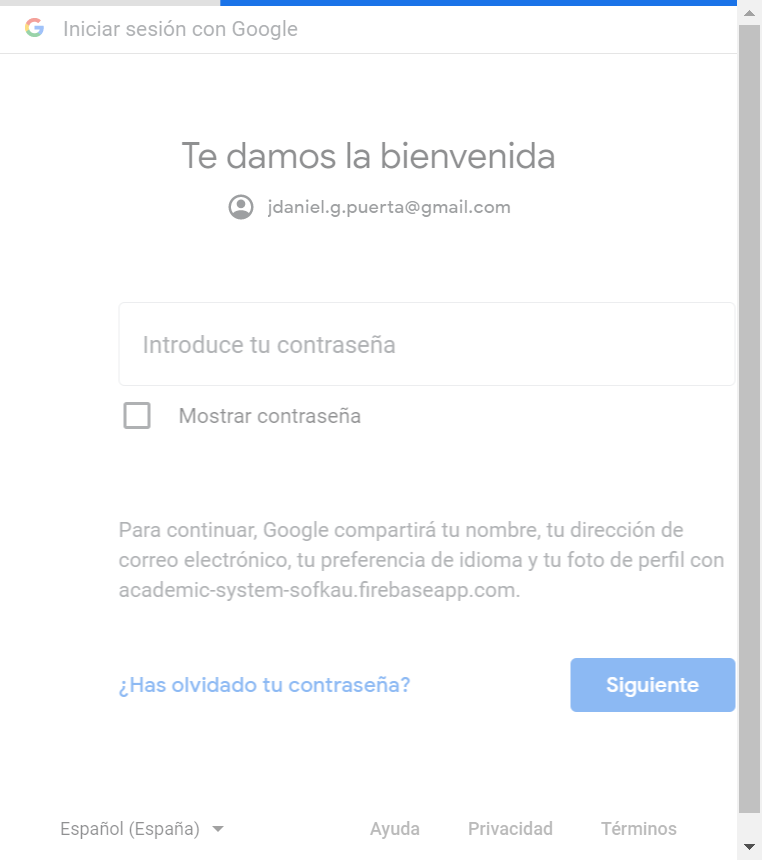 Iniciar sesión con Google
Te damos la bienvenida
jdaniel.g.puerta@gmail.com
Introduce tu contraseña
Mostrar contraseña
Para continuar, Google compartirá tu nombre, tu dirección de
correo electrónico, tu preferencia de idioma y tu foto de perfil con
academic-system-sofkau.firebaseapp.com.
¿Has olvidado tu contraseña?
Siguiente
Español (España)
Ayuda
Privacidad
Términos